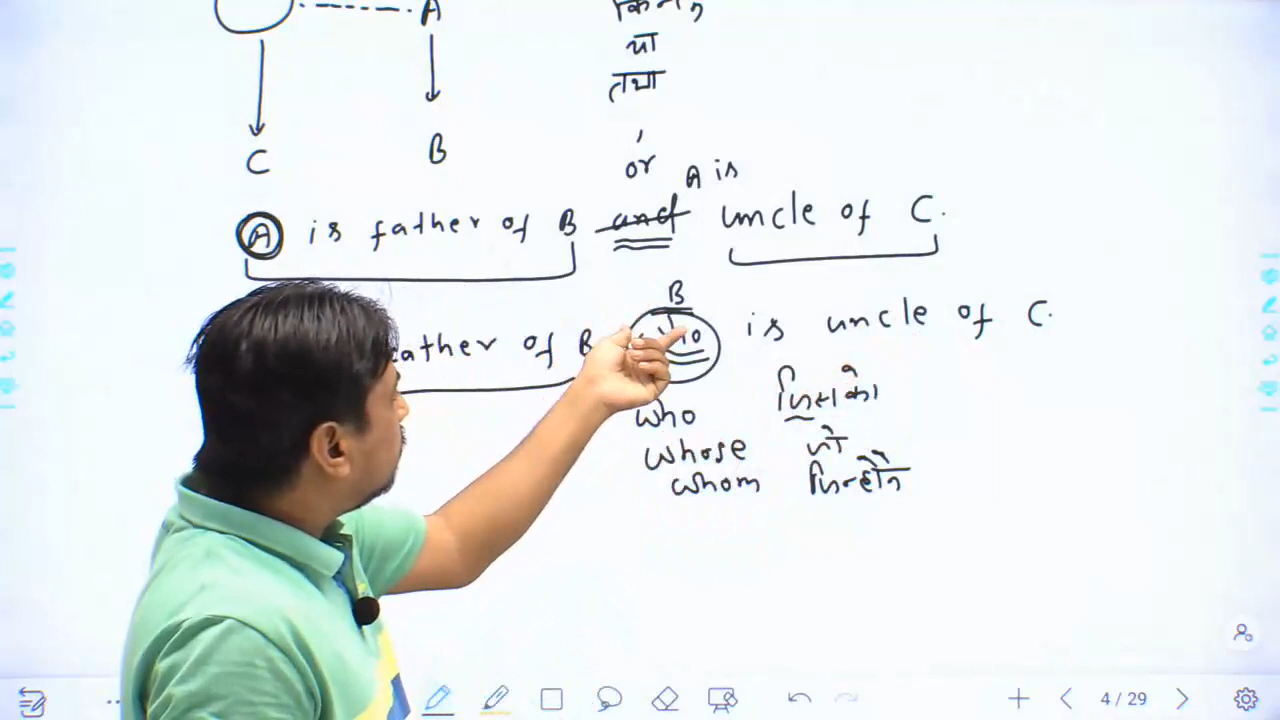 A
या
तथा
,
C B or
A is
A is father of B and uncle of C.
B
father of B who is uncle of C.
who जिसका
whose जो
whom जिन्होंने
4 / 29